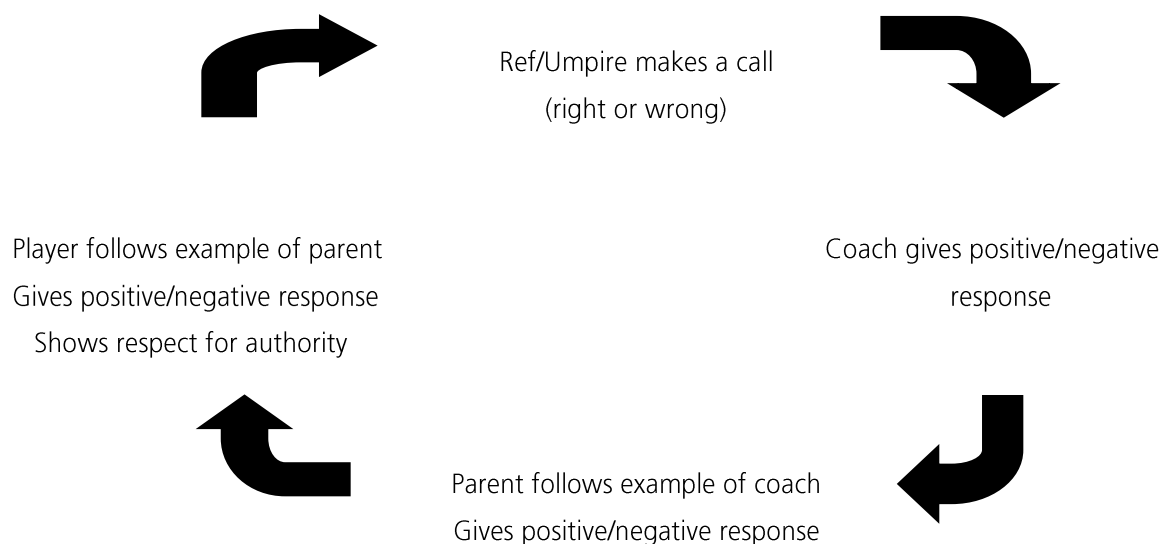 Ref/Umpire makes a call
(right or wrong)
Coach gives positive/negative
response
Parent follows example of coach
Gives positive/negative response
Player follows example of parent
Gives positive/negative response
Shows respect for authority